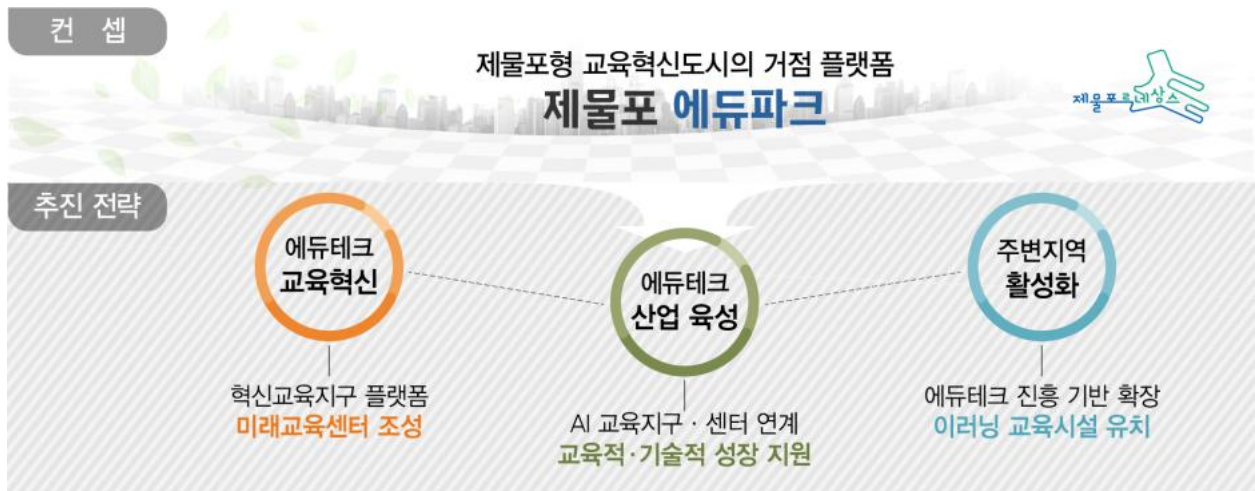 컨 셉
제물포형 교육혁신도시의 거점 플랫폼
제물포 에듀파크
제물포르네상스
추진 전략
에듀테크
교육혁신
에듀테크
산업 육성
주변지역
활성화
혁신교육지구 플랫폼
미래교육센터 조성
AI 교육지구 · 센터 연계
교육적·기술적 성장 지원
에듀테크 진흥 기반 확장
이러닝 교육시설 유치